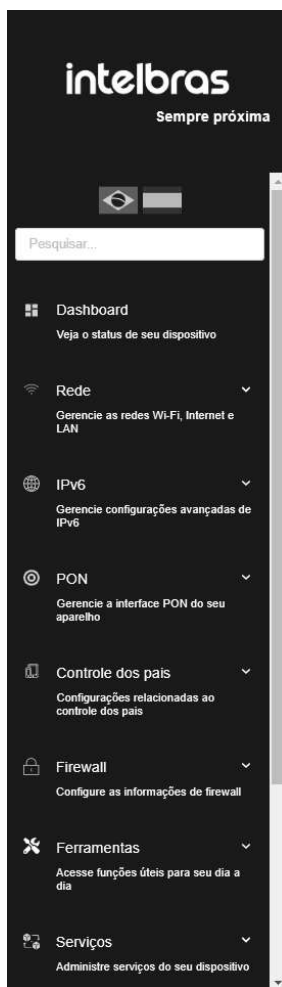 intelbras
Sempre próxima
Pesquisar...
Dashboard
Veja o status de seu dispositivo
Rede
Gerencie as redes Wi-Fi, Internet e
LAN
IPv6
Gerencie configurações avançadas de
IPv6
PON
Gerencie a interface PON do seu
aparelho
Controle dos pais
Configurações relacionadas ao
controle dos pais
Firewall
Configure as informações de firewall
Ferramentas
Acesse funções úteis para seu dia a
dia
Serviços
Administre serviços do seu dispositivo